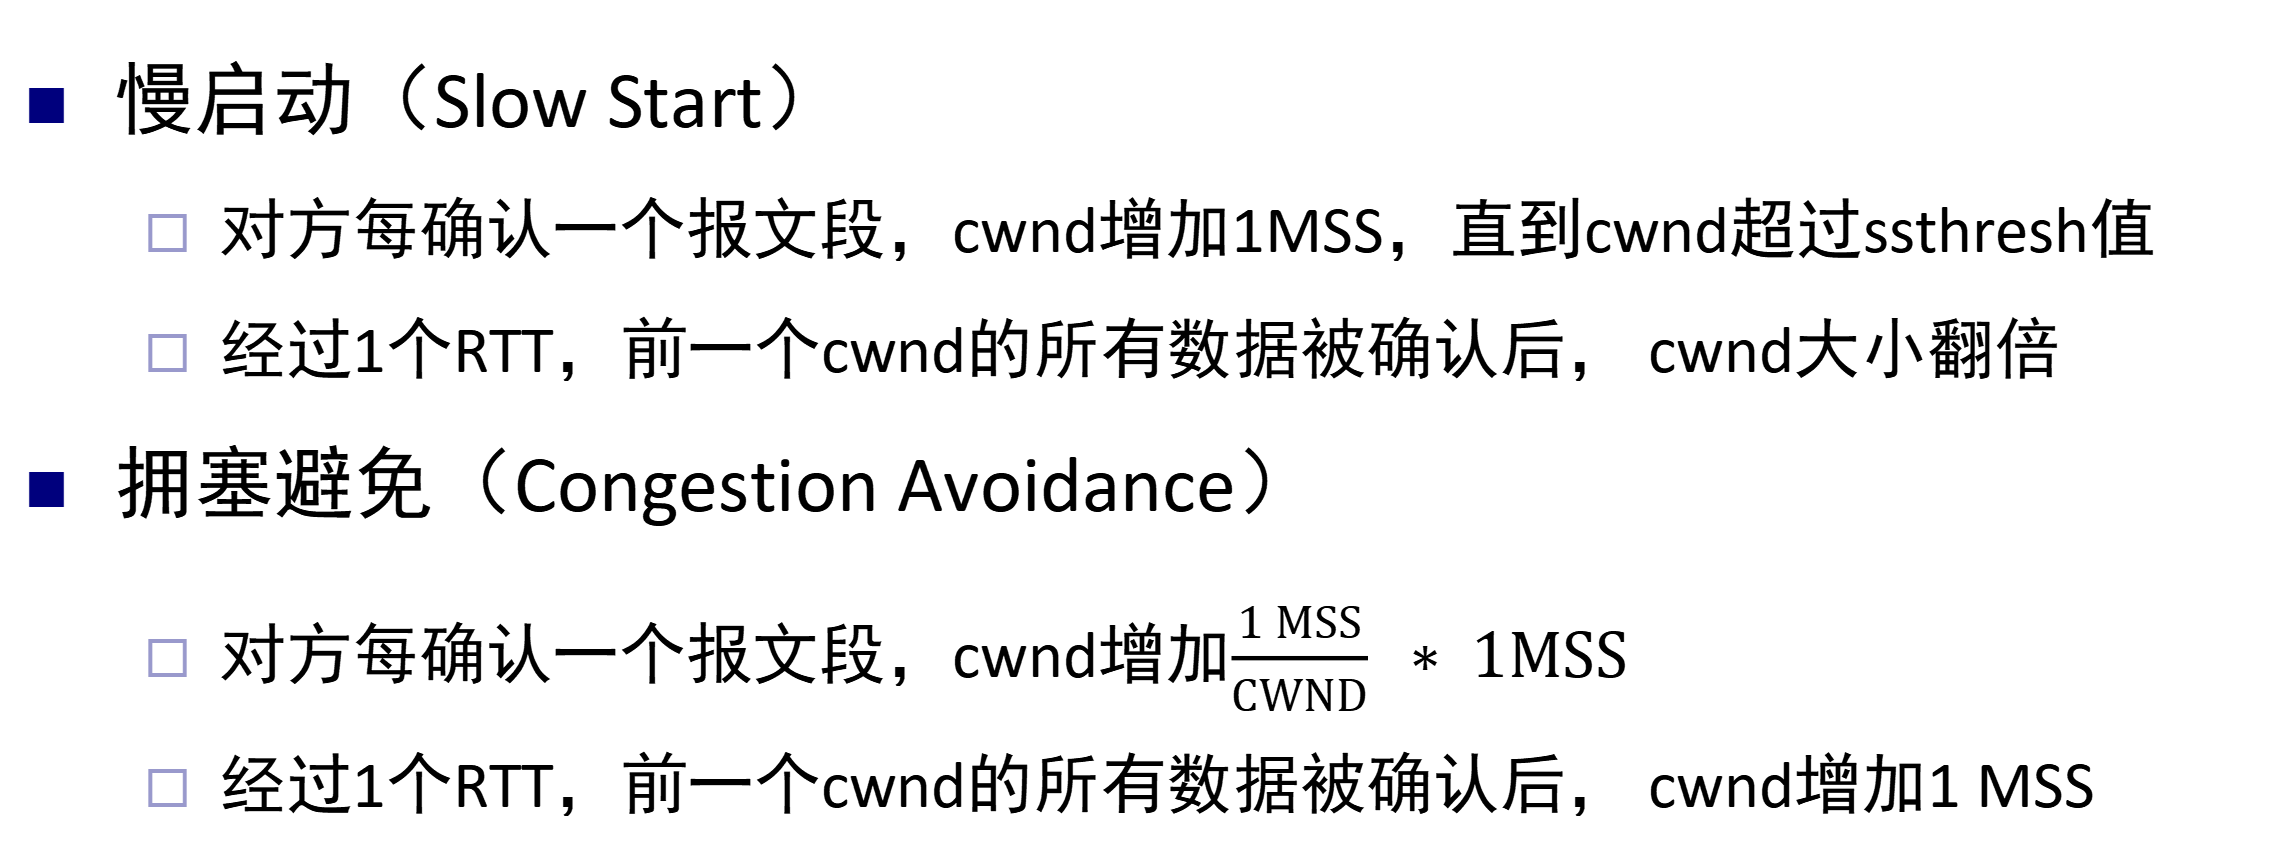 慢启动（Slow Start）
对方每确认一个报文段，cwnd增加1MSS，直到cwnd超过ssthresh值
经过1个RTT，前一个cwnd的所有数据被确认后， cwnd大小翻倍
拥塞避免（Congestion Avoidance）
对方每确认一个报文段，cwnd增加 1 MSS / CWND * 1MSS
经过1个RTT，前一个cwnd的所有数据被确认后， cwnd增加1 MSS